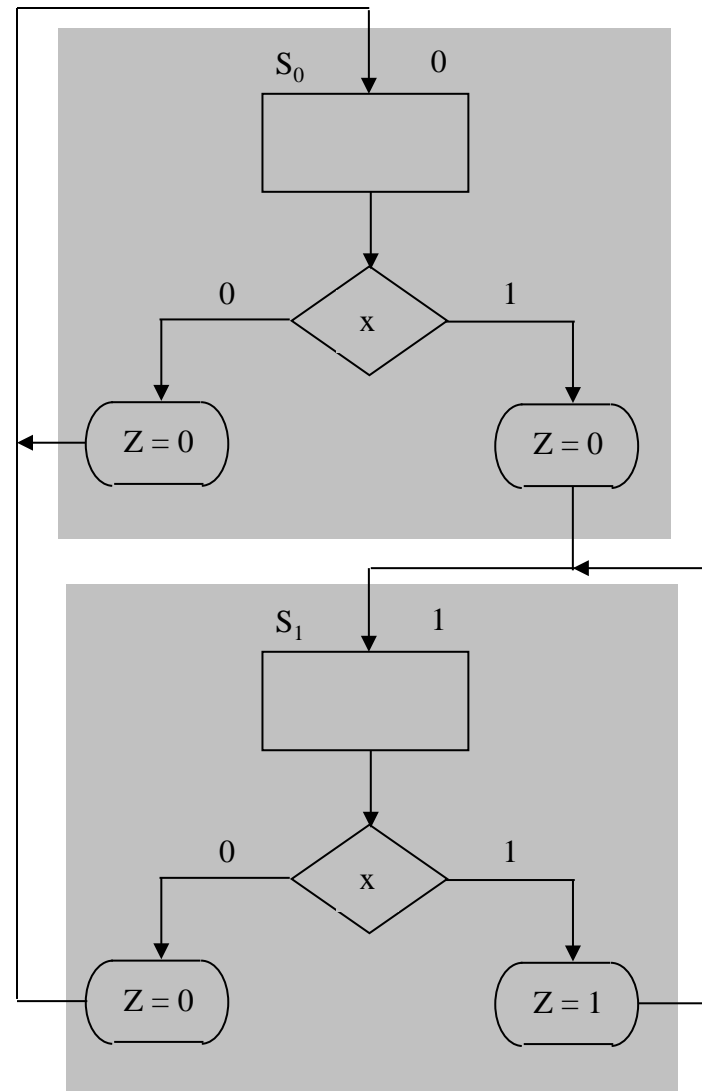 S₀ 0
0 1
x
Z = 0 Z = 0
S₁ 1
0 1
x
Z = 0 Z = 1